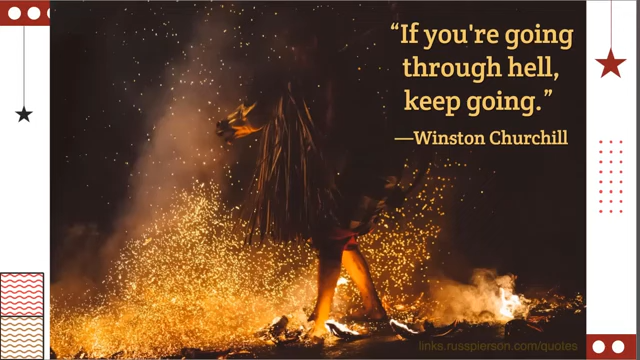 “If you're going
through hell,
keep going.”
—Winston Churchill
links.russpierson.com/quotes